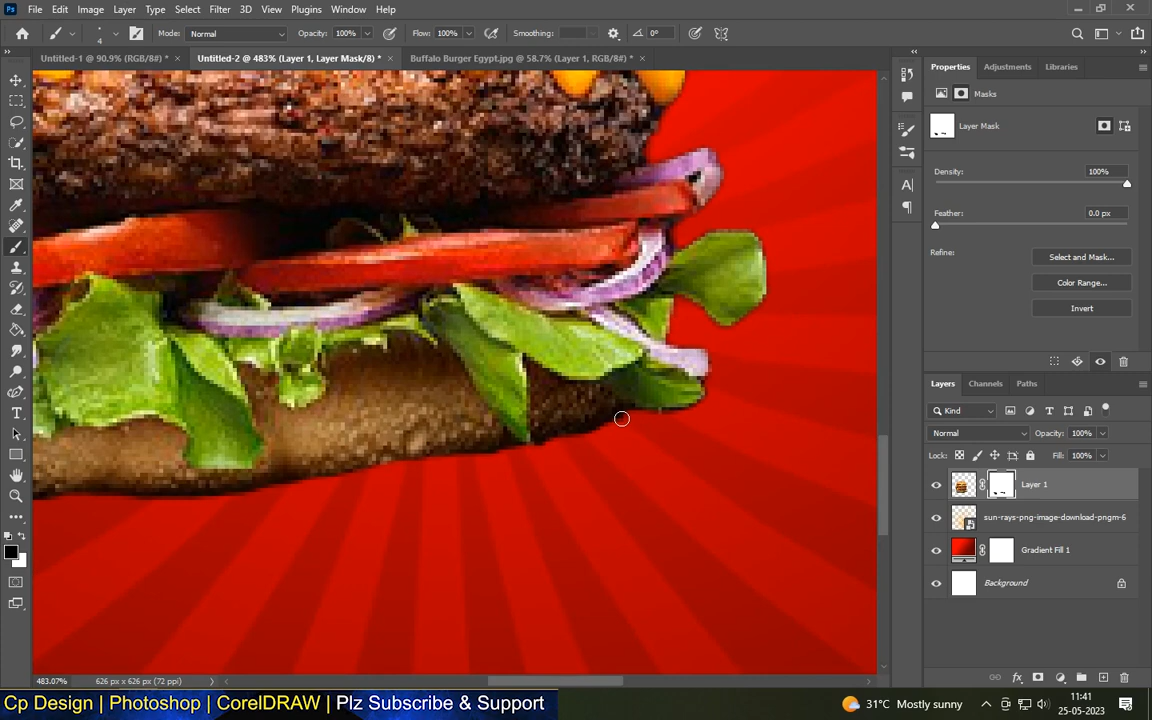 Ps File Edit Image Layer Type Select Filter 3D View Plugins Window Help
4 Mode: Normal Opacity: 100% Flow: 100% Smoothing: 0°
Untitled-1 @ 90.9% (RGB/8#) * × Untitled-2 @ 483% (Layer 1, Layer Mask/8) * × Buffalo Burger Egypt.jpg @ 58.7% (Layer 1, RGB/8#) * ×
Properties Adjustments Libraries
Masks
Layer Mask
Density: 100%
Feather: 0.0 px
Refine: Select and Mask...
Color Range...
Invert
Layers Channels Paths
Kind
Normal Opacity: 100%
Lock: Fill: 100%
Layer 1
sun-rays-png-image-download-pngm-6
Gradient Fill 1
Background
483.07% 626 px x 626 px (72 ppi)
Cp Design | Photoshop | CorelDRAW | Plz Subscribe & Support
31°C Mostly sunny
11:41
25-05-2023